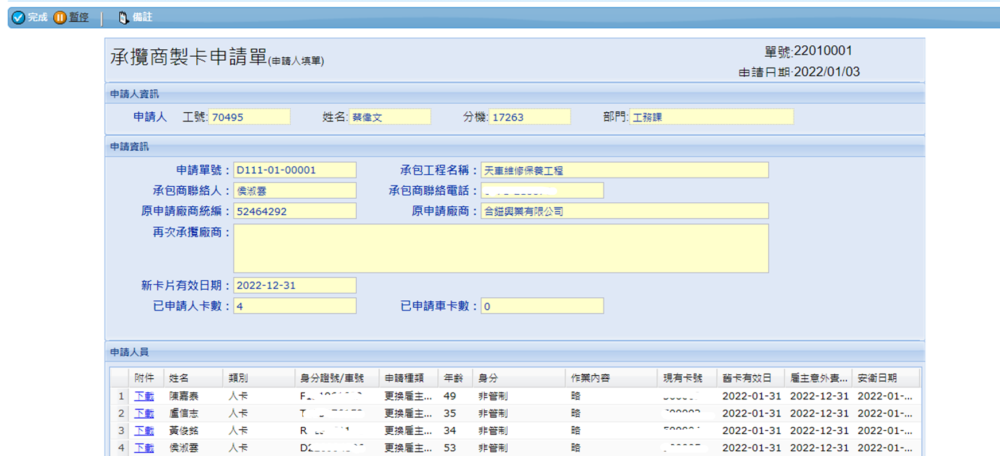 完成 暫停 備註
承攬商製卡申請單(申請人填單)
單號:22010001
申請日期:2022/01/03
申請人資訊
申請人 工號: 70495 姓名: 蔡偉文 分機: 17263 部門: 工務課
申請資訊
申請單號: D111-01-00001 承包工程名稱: 天車維修保養工程
承包商聯絡人: 侯淑雲 承包商聯絡電話:
原申請廠商統編: 52464292 原申請廠商: 合鎰興業有限公司
再次承攬廠商:
新卡片有效日期: 2022-12-31
已申請人卡數: 4 已申請車卡數: 0
申請人員
附件 姓名 類別 身分證號/車號 申請種類 年齡 身分 作業內容 現有卡號 舊卡有效日 雇主意外責... 安衛日期
1 下載 陳嘉泰 人卡 更換雇主... 49 非管制 略 2022-01-31 2022-12-31 2022-01-...
2 下載 盧信志 人卡 更換雇主... 35 非管制 略 2022-01-31 2022-12-31 2022-01-...
3 下載 黃俊銘 人卡 更換雇主... 34 非管制 略 2022-01-31 2022-12-31 2022-01-...
4 下載 侯淑雲 人卡 更換雇主... 53 非管制 略 2022-01-31 2022-12-31 2022-01-...